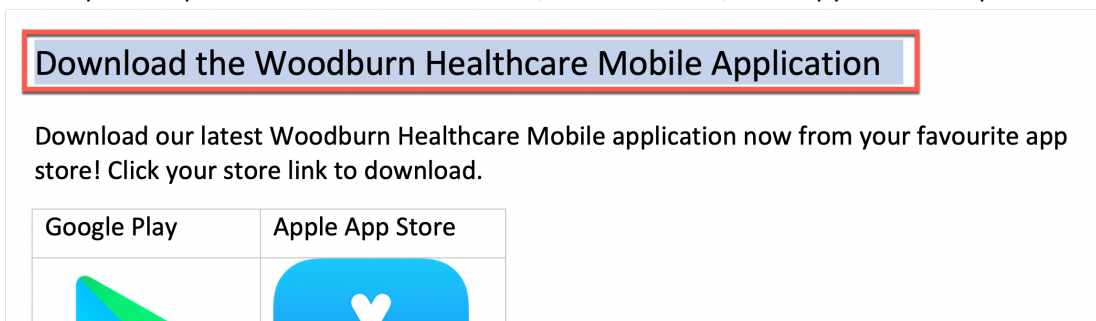 Download the Woodburn Healthcare Mobile Application
Download our latest Woodburn Healthcare Mobile application now from your favourite app
store! Click your store link to download.
Google Play
Apple App Store